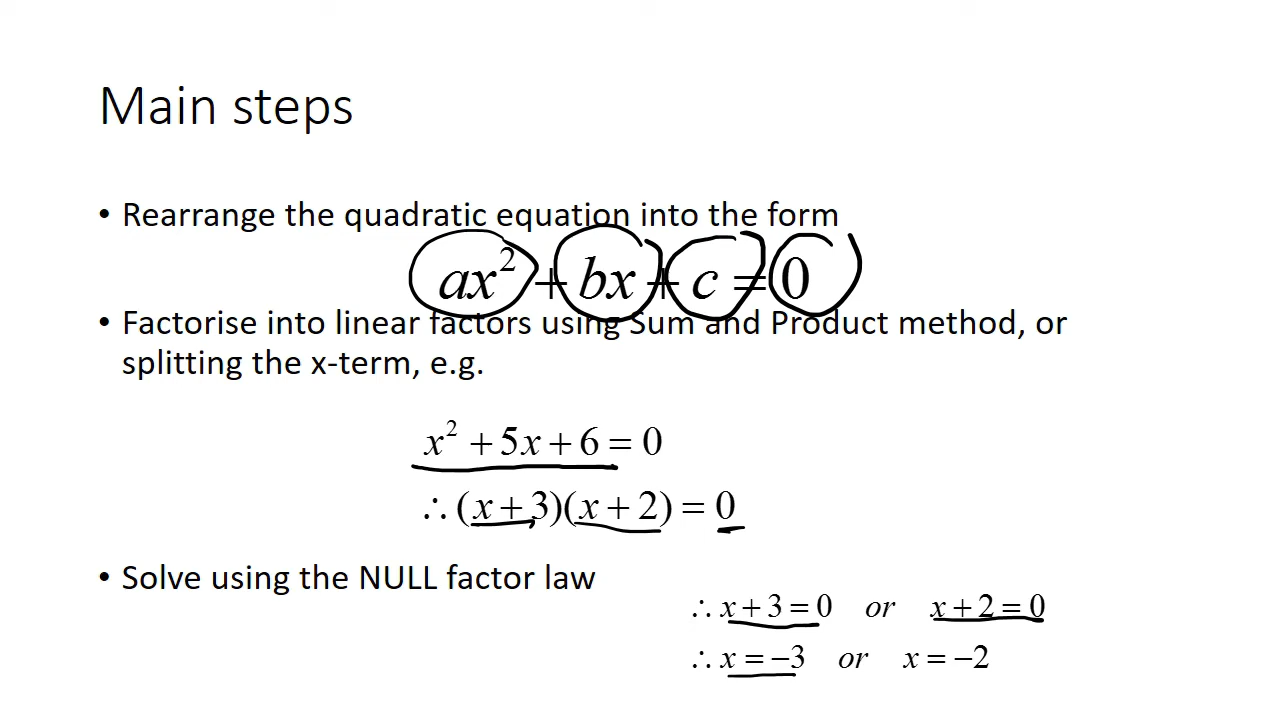 Main steps
• Rearrange the quadratic equation into the form
ax² + bx + c = 0
• Factorise into linear factors using Sum and Product method, or
splitting the x-term, e.g.
x² + 5x + 6 = 0
∴ (x + 3)(x + 2) = 0
• Solve using the NULL factor law
∴ x + 3 = 0 or x + 2 = 0
∴ x = −3 or x = −2